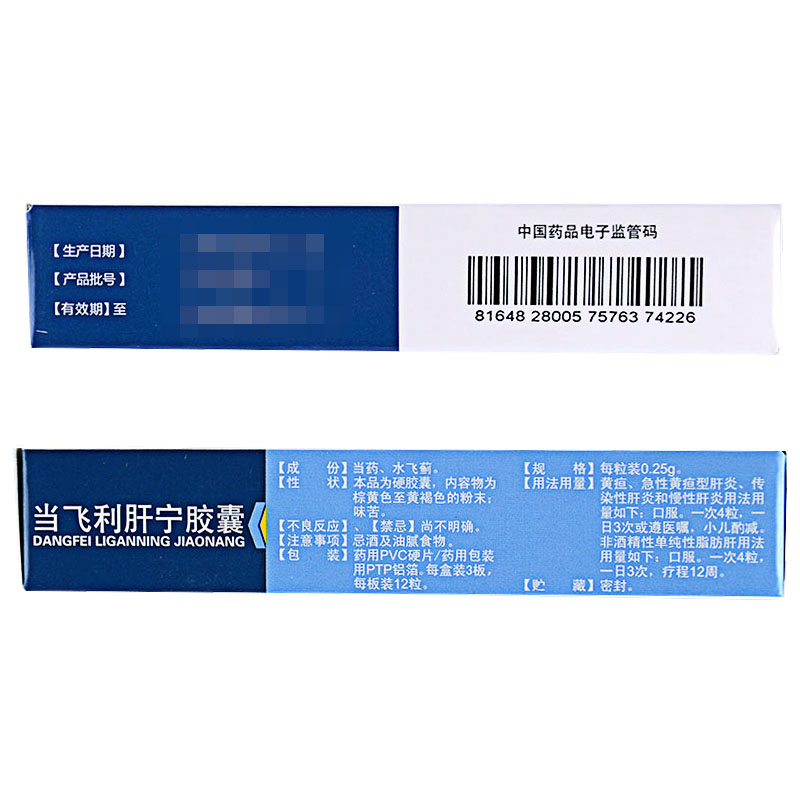 【生产日期】
【产品批号】
【有效期】至
中国药品电子监管码
81648 28005 75763 74226
当飞利肝宁胶囊
DANGFEI LIGANNING JIAONANG
【成　份】当药、水飞蓟。
【性　状】本品为硬胶囊，内容物为
棕黄色至黄褐色的粉末；
味苦。
【不良反应】、【禁忌】尚不明确。
【注意事项】忌酒及油腻食物。
【包　装】药用PVC硬片/药用包装
用PTP铝箔。每盒装3板，
每板装12粒。
【规　格】每粒装0.25g。
【用法用量】黄疸、急性黄疸型肝炎、传
染性肝炎和慢性肝炎用法用
量如下：口服。一次4粒，一
日3次或遵医嘱，小儿酌减。
非酒精性单纯性脂肪肝用法
用量如下：口服。一次4粒，
一日3次，疗程12周。
【贮　藏】密封。